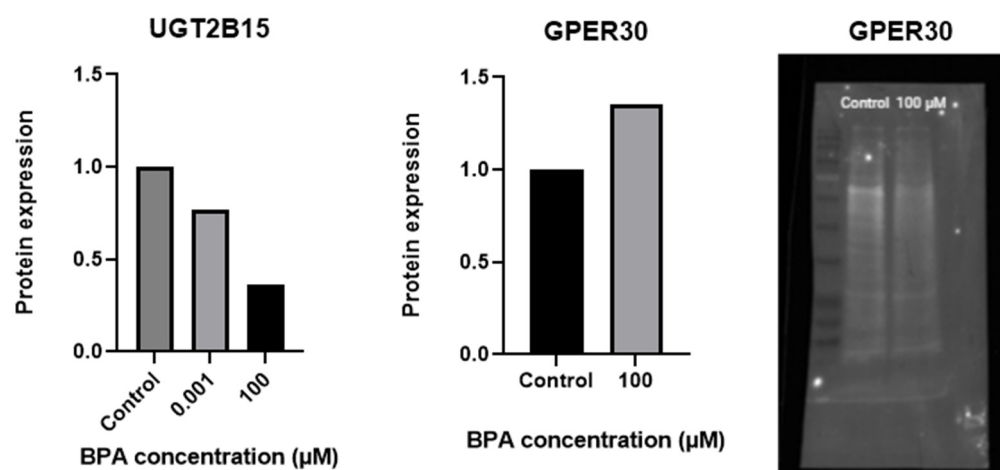 UGT2B15
1.5
1.0
0.5
0.0
Protein expression
Control
0.001
100
BPA concentration (µM)
GPER30
1.5
1.0
0.5
0.0
Protein expression
Control
100
BPA concentration (µM)
GPER30
Control 100 µM